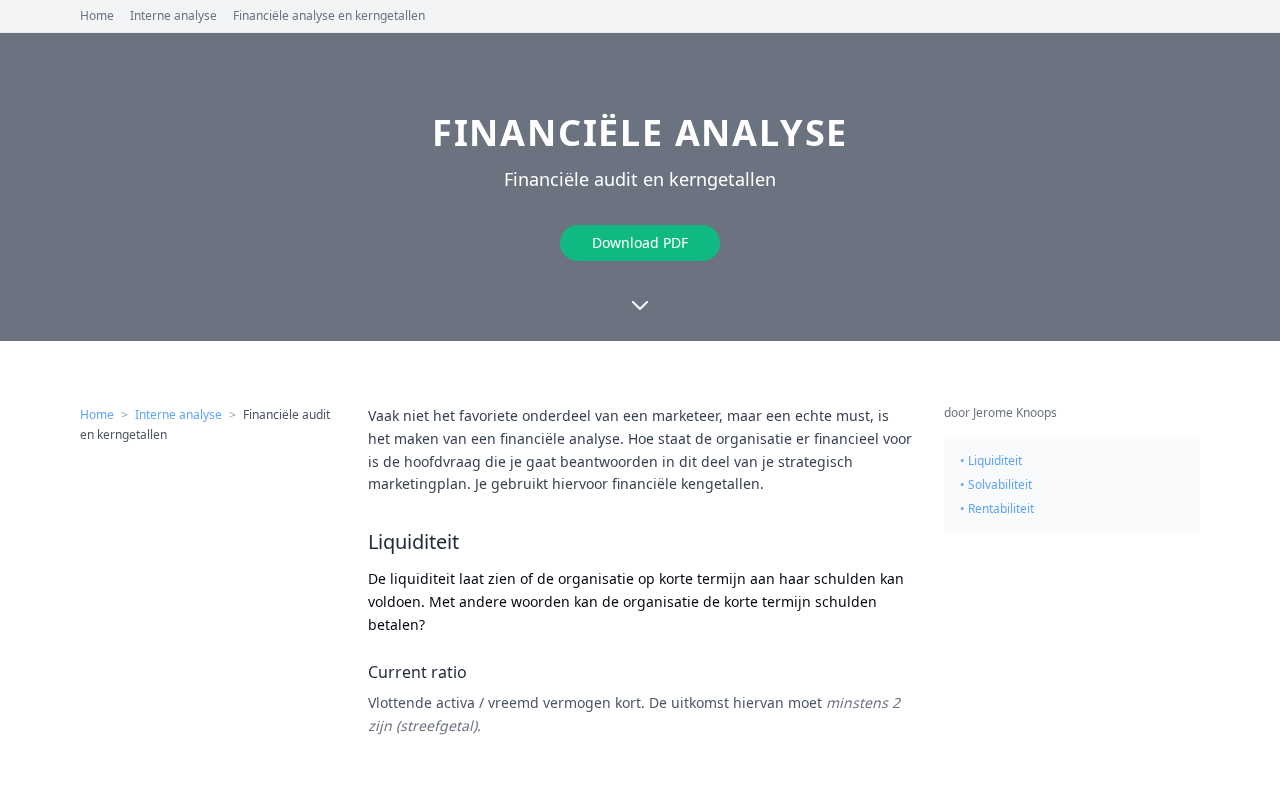 Home Interne analyse Financiële analyse en kerngetallen
FINANCIËLE ANALYSE
Financiële audit en kerngetallen
Download PDF
Home > Interne analyse > Financiële audit
en kerngetallen
Vaak niet het favoriete onderdeel van een marketeer, maar een echte must, is
het maken van een financiële analyse. Hoe staat de organisatie er financieel voor
is de hoofdvraag die je gaat beantwoorden in dit deel van je strategisch
marketingplan. Je gebruikt hiervoor financiële kengetallen.
Liquiditeit
De liquiditeit laat zien of de organisatie op korte termijn aan haar schulden kan
voldoen. Met andere woorden kan de organisatie de korte termijn schulden
betalen?
Current ratio
Vlottende activa / vreemd vermogen kort. De uitkomst hiervan moet minstens 2
zijn (streefgetal).
door Jerome Knoops
• Liquiditeit
• Solvabiliteit
• Rentabiliteit